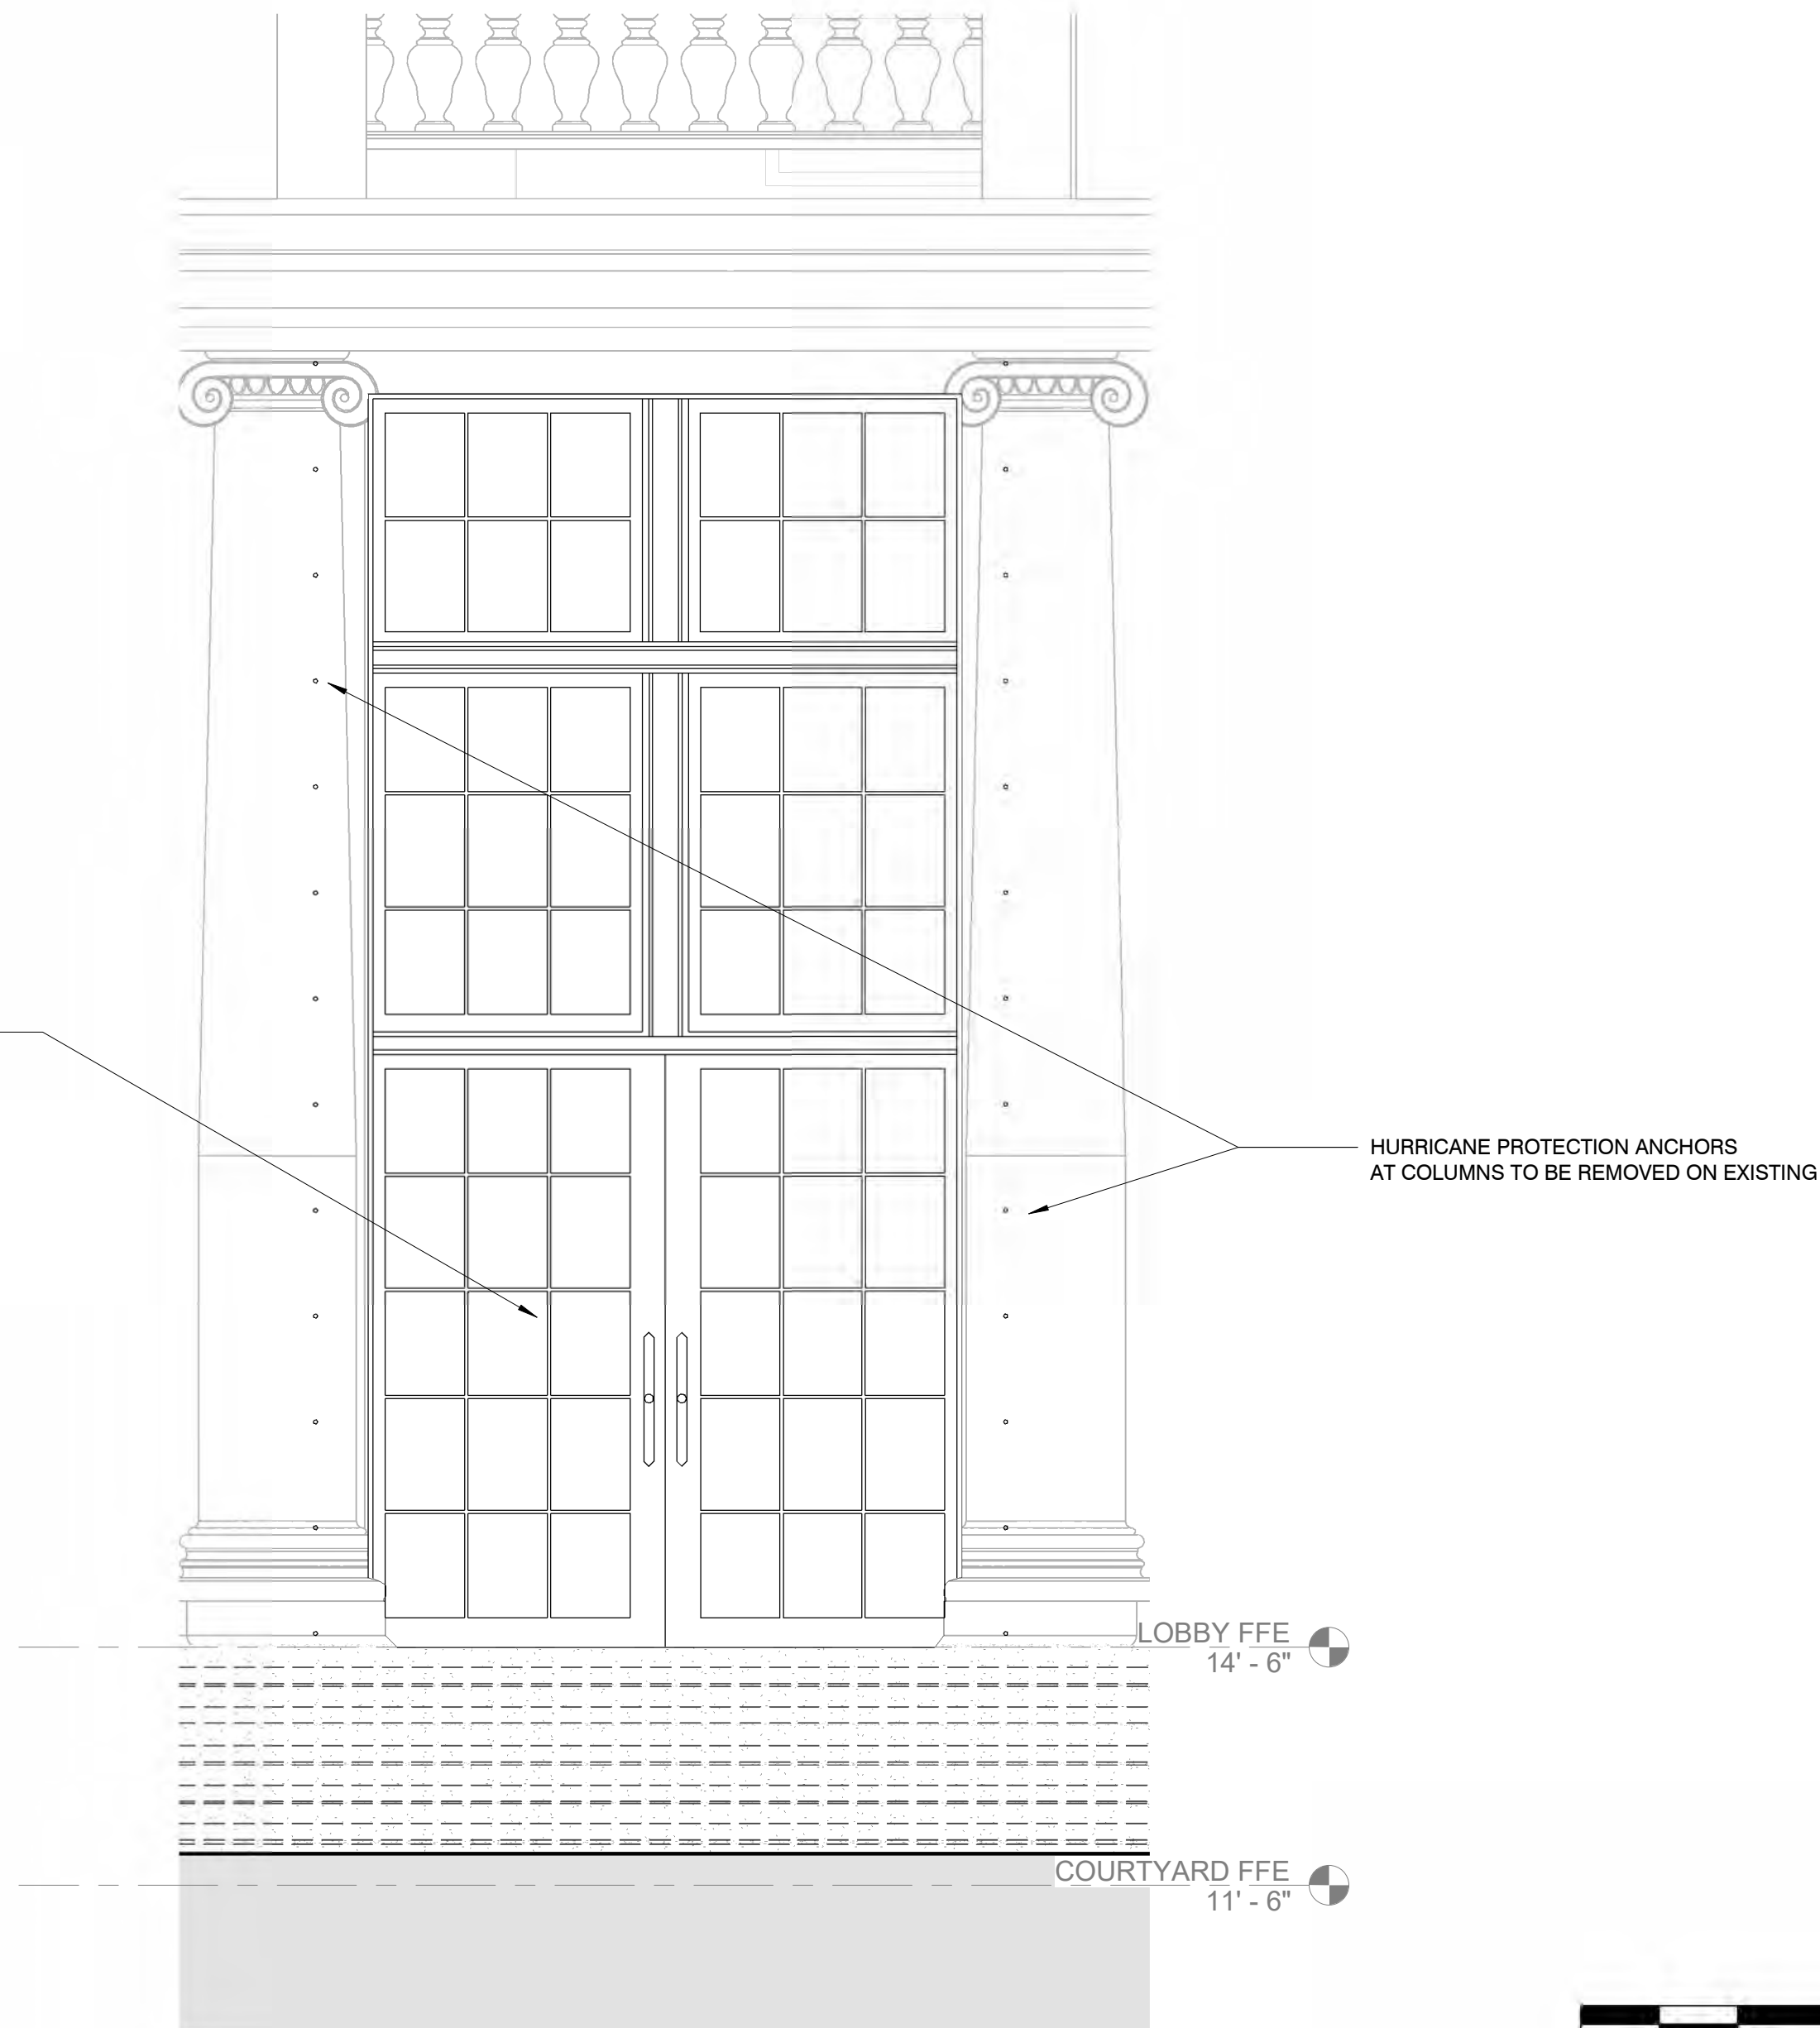 HURRICANE PROTECTION ANCHORS
AT COLUMNS TO BE REMOVED ON EXISTING
LOBBY FFE
14' - 6"
COURTYARD FFE
11' - 6"